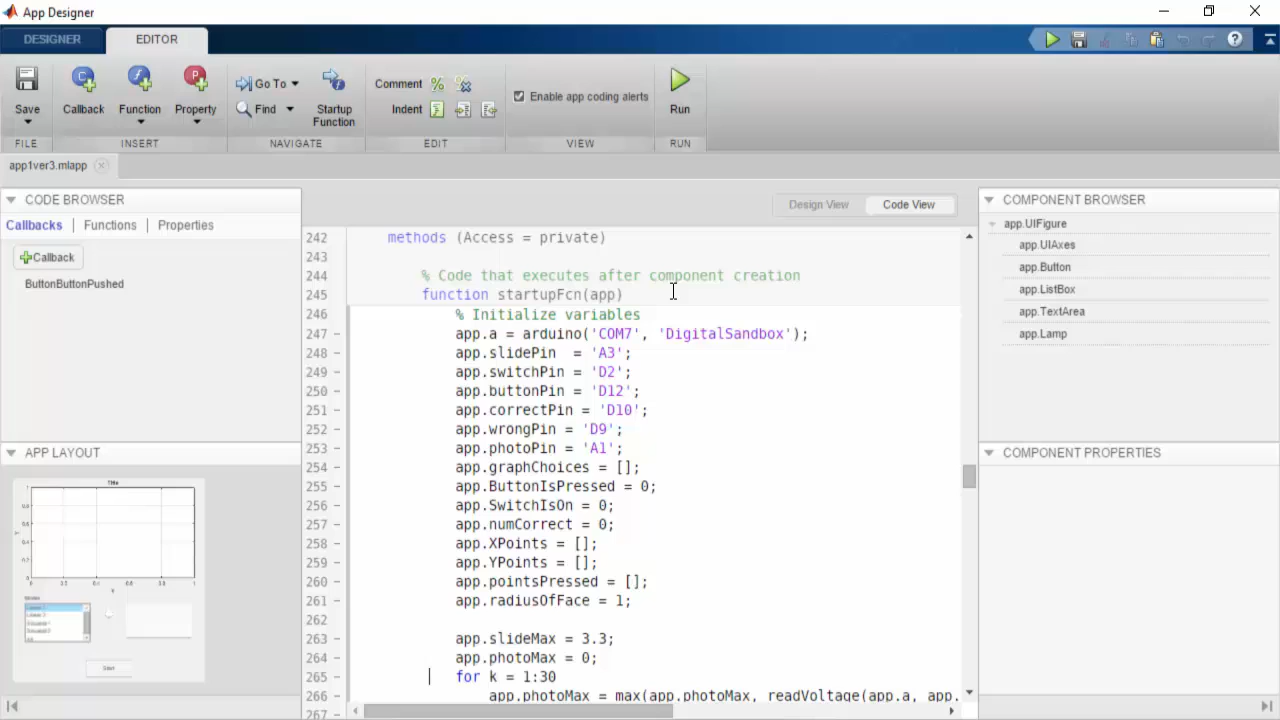 App Designer
DESIGNER
EDITOR
Save
Callback
Function
Property
Go To
Find
Startup
Function
Comment
Indent
Enable app coding alerts
Run
FILE
INSERT
NAVIGATE
EDIT
VIEW
RUN
app1ver3.mlapp
CODE BROWSER
Callbacks
Functions
Properties
Callback
ButtonButtonPushed
APP LAYOUT
Title
Start
Design View
Code View
242 methods (Access = private)
243
244 % Code that executes after component creation
245 function startupFcn(app)
246 % Initialize variables
247 - app.a = arduino('COM7', 'DigitalSandbox');
248 - app.slidePin = 'A3';
249 - app.switchPin = 'D2';
250 - app.buttonPin = 'D12';
251 - app.correctPin = 'D10';
252 - app.wrongPin = 'D9';
253 - app.photoPin = 'A1';
254 - app.graphChoices = [];
255 - app.ButtonIsPressed = 0;
256 - app.SwitchIsOn = 0;
257 - app.numCorrect = 0;
258 - app.XPoints = [];
259 - app.YPoints = [];
260 - app.pointsPressed = [];
261 - app.radiusOfFace = 1;
262
263 - app.slideMax = 3.3;
264 - app.photoMax = 0;
265 - for k = 1:30
266 - app.photoMax = max(app.photoMax, readVoltage(app.a, app.
267 -
COMPONENT BROWSER
app.UIFigure
app.UIAxes
app.Button
app.ListBox
app.TextArea
app.Lamp
COMPONENT PROPERTIES